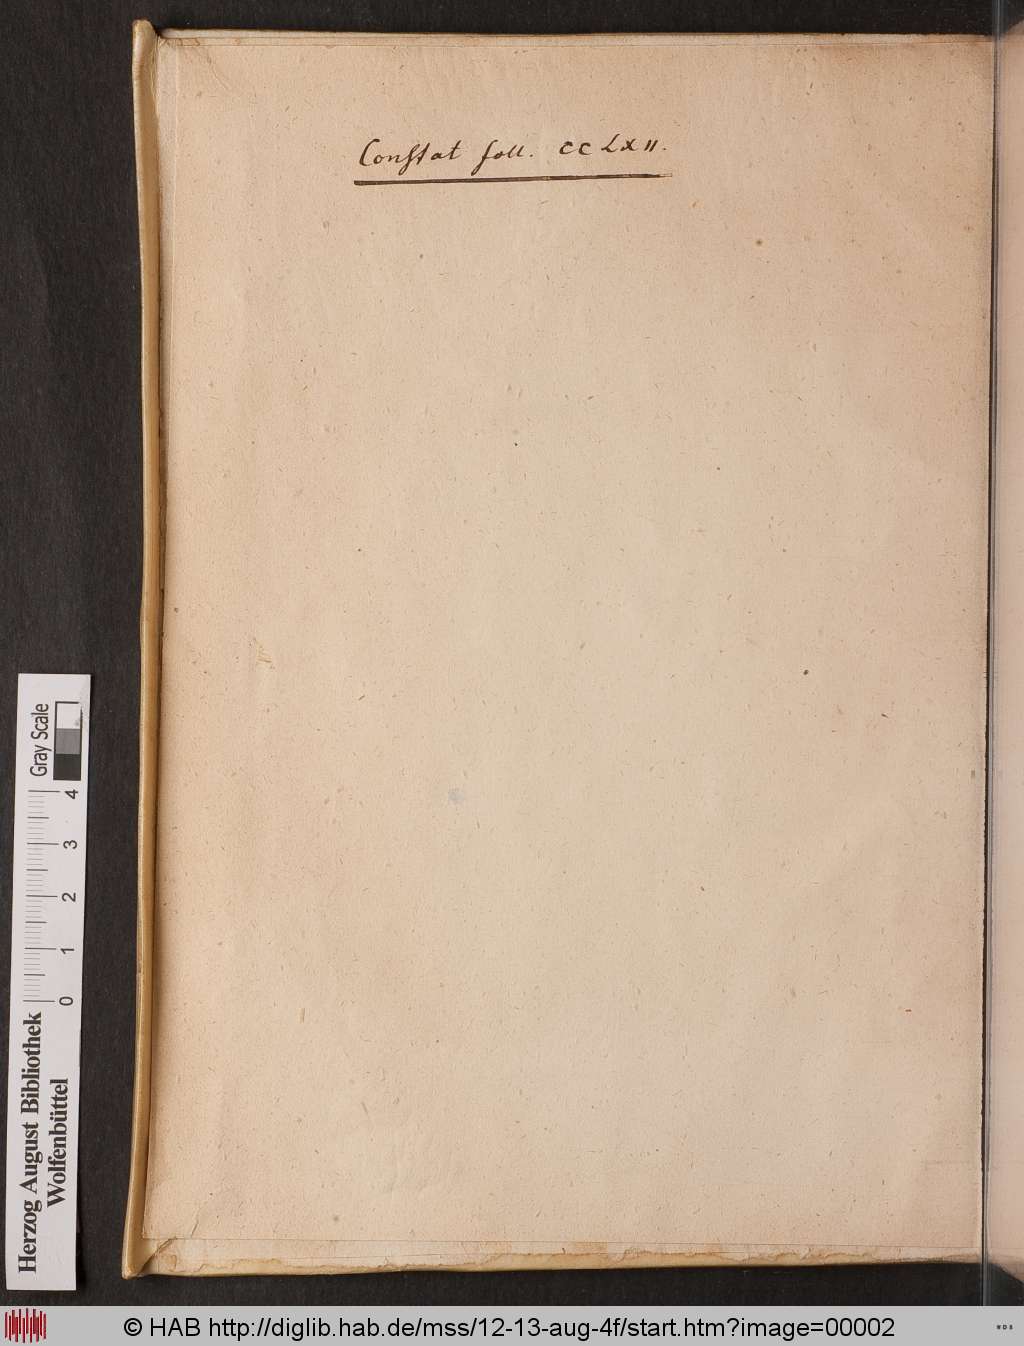 Constat foll. CCLXII.
Herzog August Bibliothek
Wolfenbüttel
0 1 2 3 4
Gray Scale
© HAB http://diglib.hab.de/mss/12-13-aug-4f/start.htm?image=00002